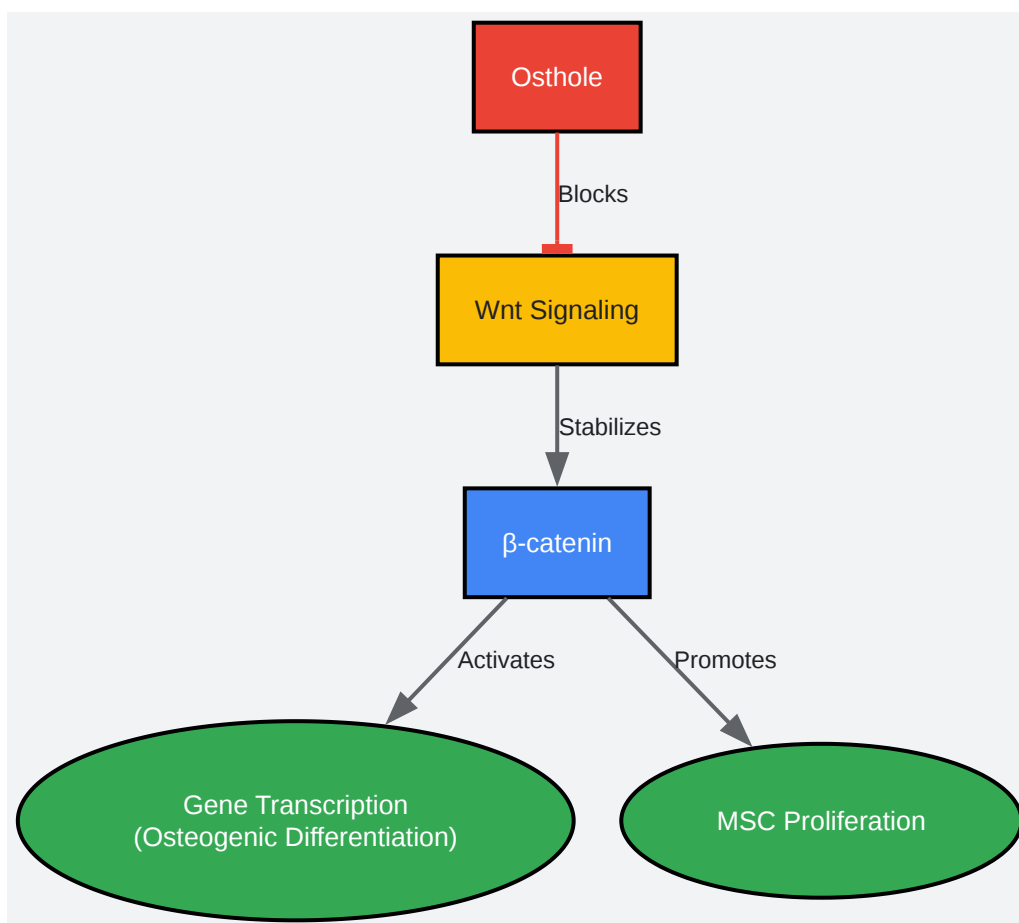 Osthole
Blocks
Wnt Signaling
Stabilizes
β-catenin
Activates
Promotes
Gene Transcription
(Osteogenic Differentiation)
MSC Proliferation